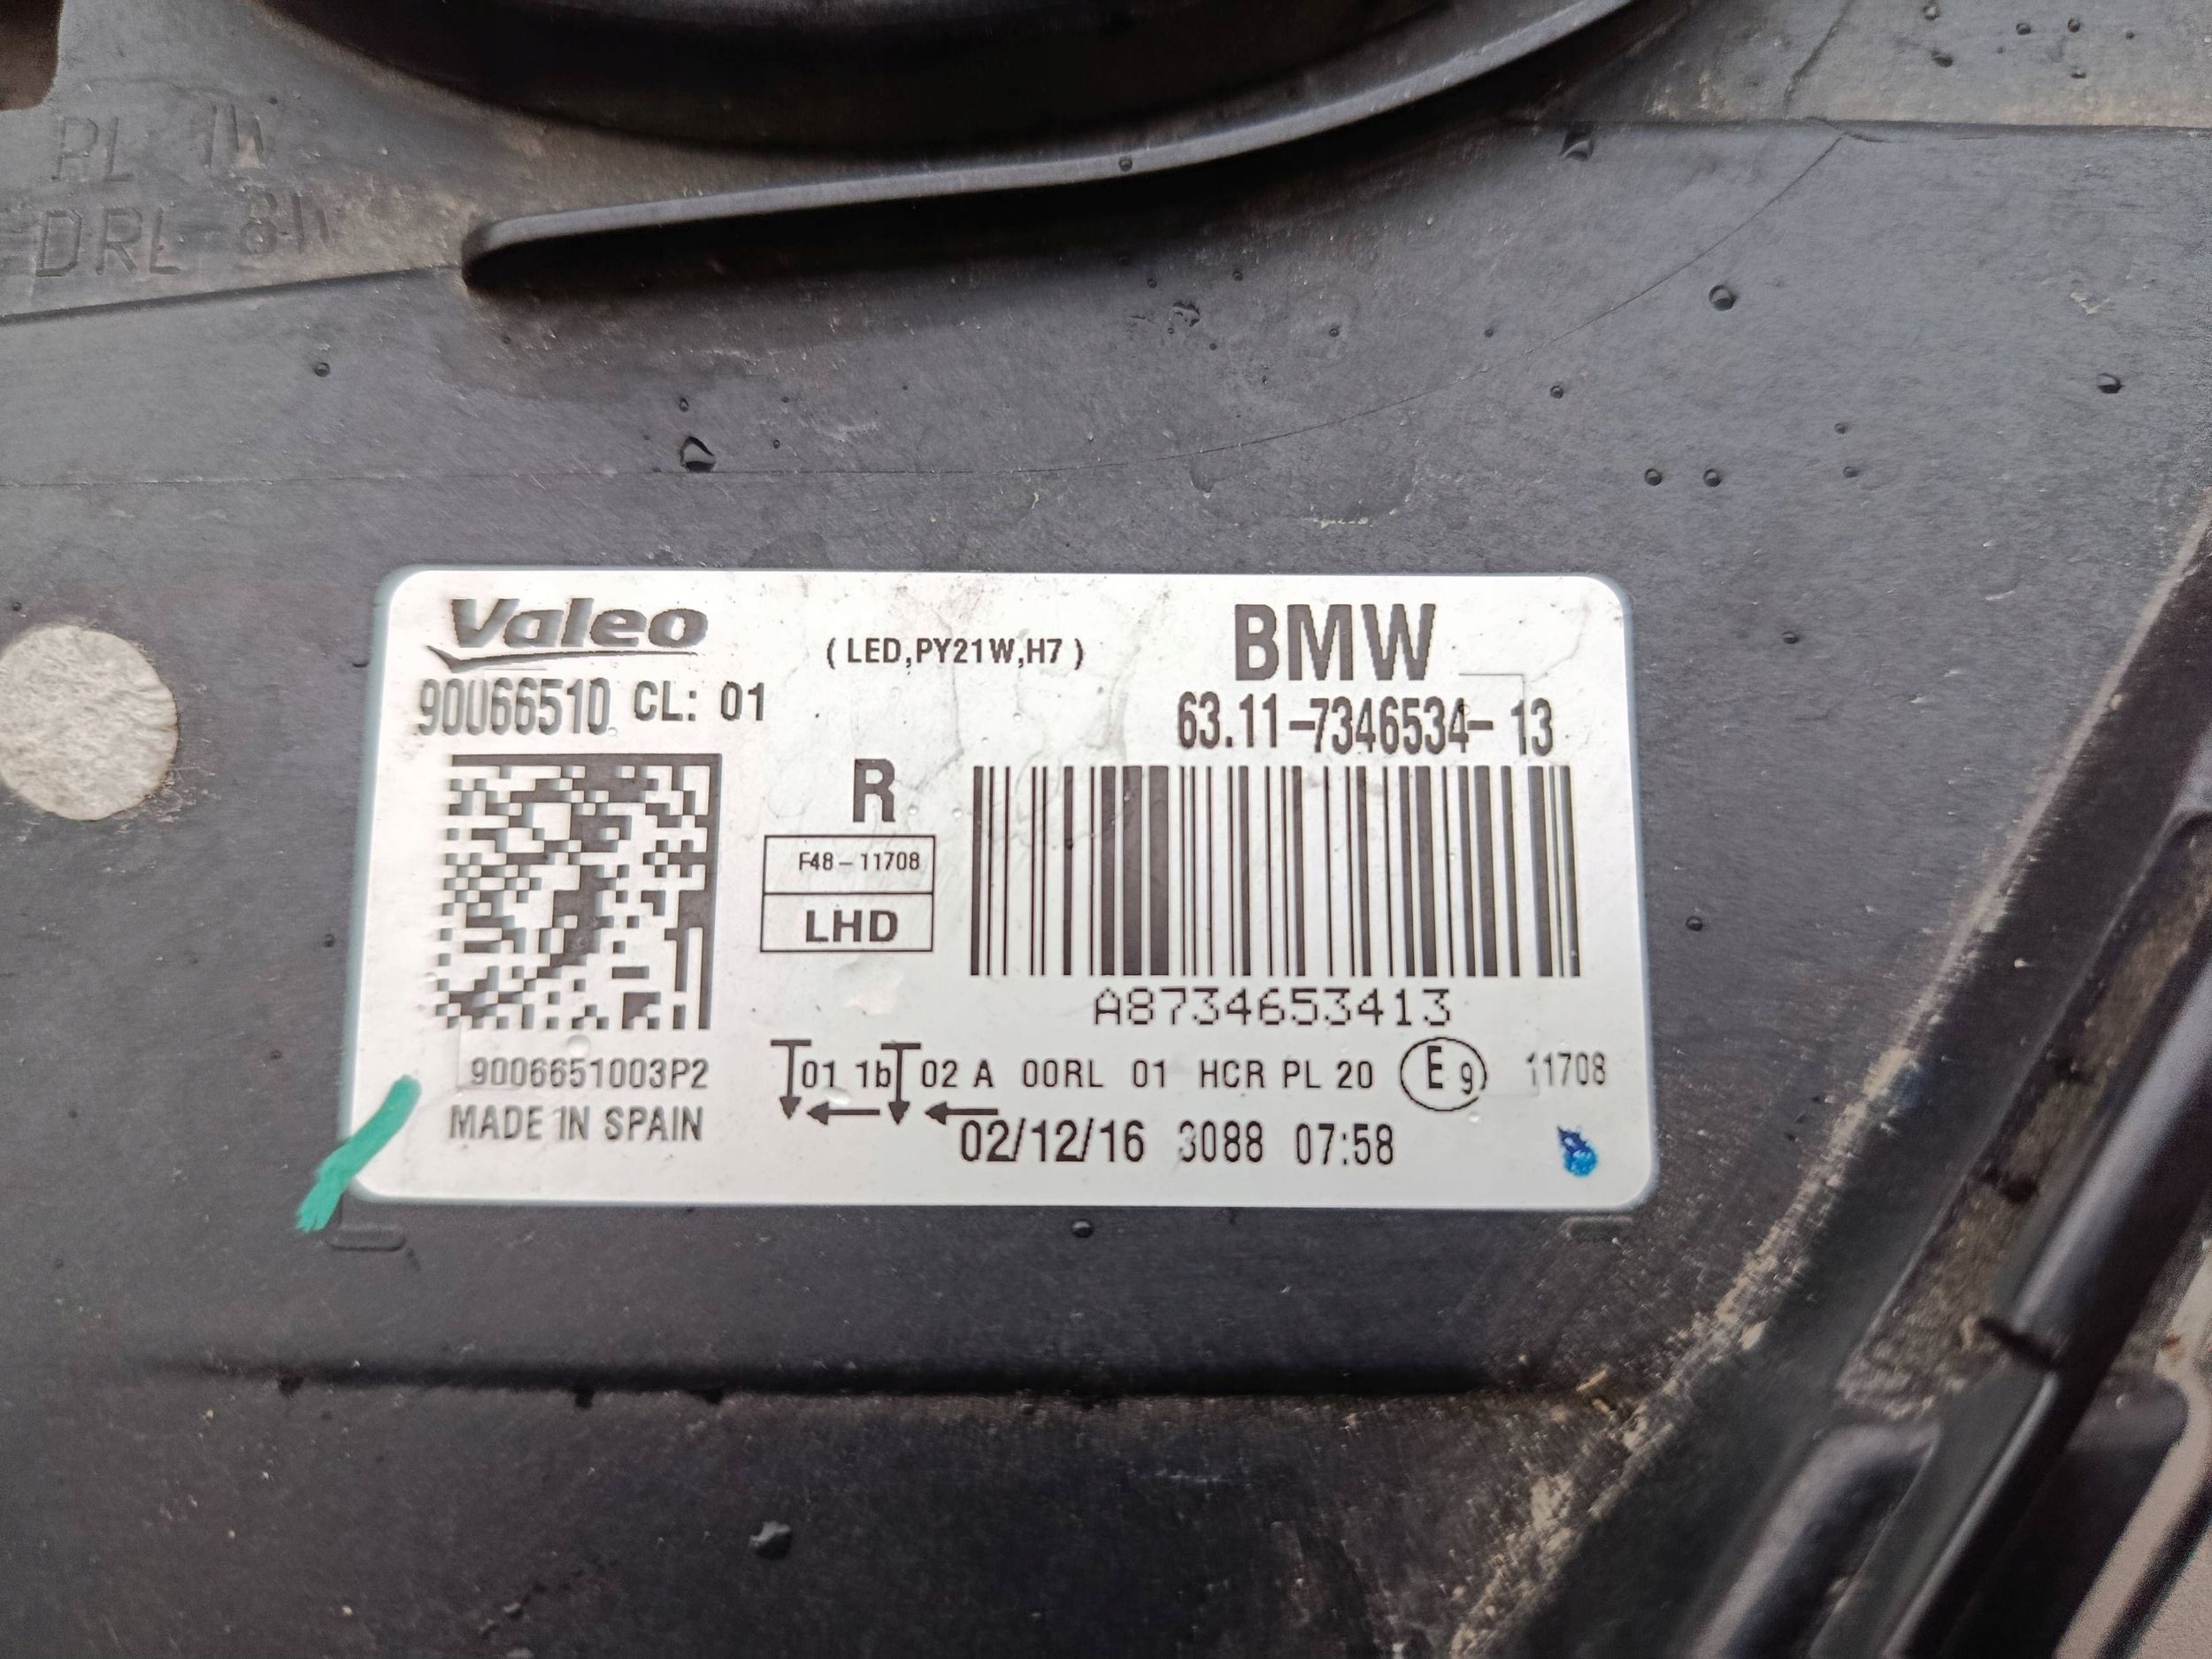 PL 1W
DRL 8W
Valeo
(LED,PY21W,H7)
BMW
90066510 CL: 01
63.11-7346534-13
R
F48-11708
LHD
A8734653413
9006651003P2
01 1b 02 A 00RL 01 HCR PL 20 E9 11708
MADE IN SPAIN
02/12/16 3088 07:58